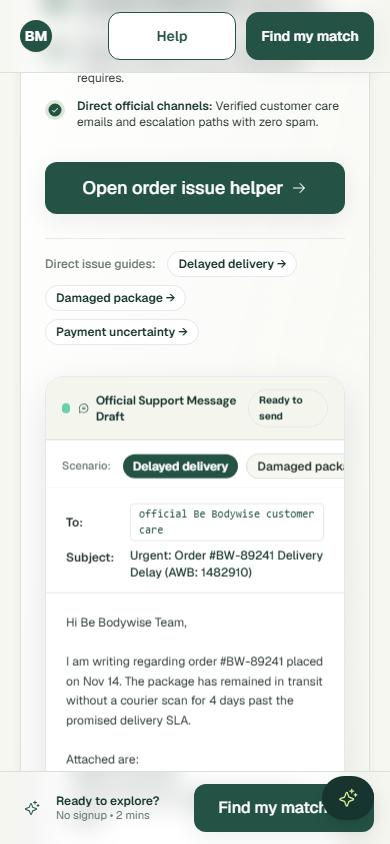 BM
Help
Find my match
requires.
Direct official channels: Verified customer care
emails and escalation paths with zero spam.
Open order issue helper →
Direct issue guides:
Delayed delivery →
Damaged package →
Payment uncertainty →
Official Support Message
Draft
Ready to
send
Scenario:
Delayed delivery
Damaged packa
To:
official Be Bodywise customer
care
Subject:
Urgent: Order #BW-89241 Delivery
Delay (AWB: 1482910)
Hi Be Bodywise Team,
I am writing regarding order #BW-89241 placed
on Nov 14. The package has remained in transit
without a courier scan for 4 days past the
promised delivery SLA.
Attached are:
Ready to explore?
No signup • 2 mins
Find my match